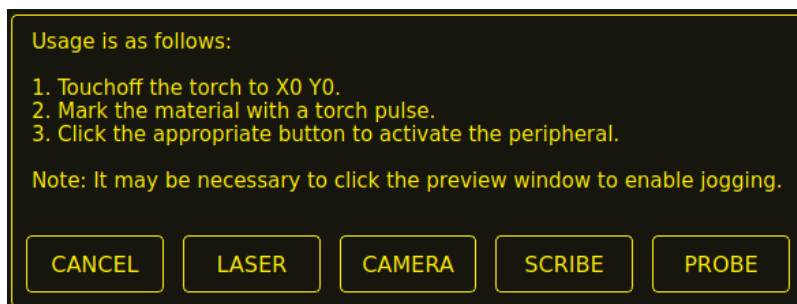 Usage is as follows:
1. Touchoff the torch to X0 Y0.
2. Mark the material with a torch pulse.
3. Click the appropriate button to activate the peripheral.
Note: It may be necessary to click the preview window to enable jogging.
CANCEL LASER CAMERA SCRIBE PROBE